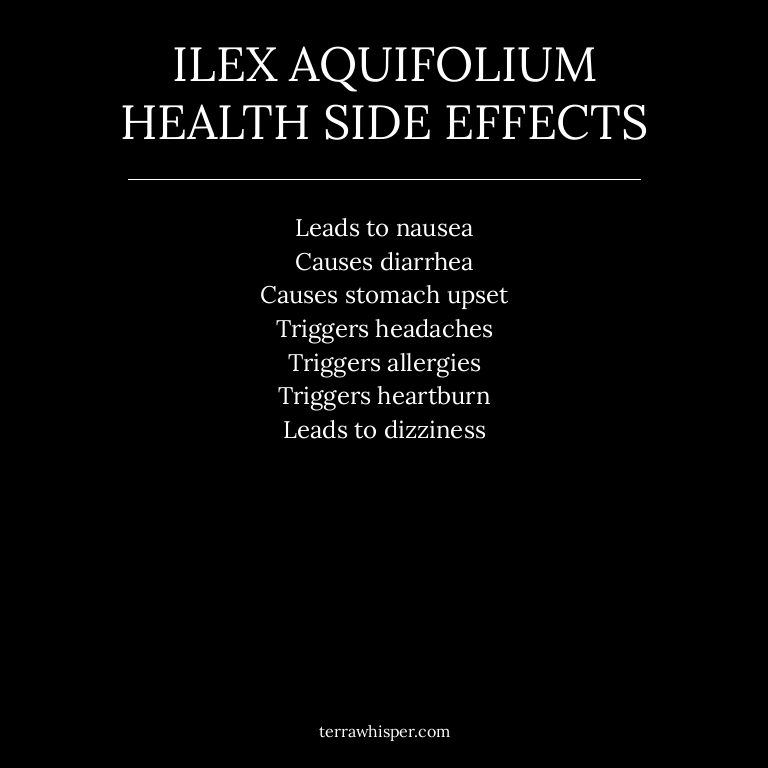 ILEX AQUIFOLIUM
HEALTH SIDE EFFECTS
Leads to nausea
Causes diarrhea
Causes stomach upset
Triggers headaches
Triggers allergies
Triggers heartburn
Leads to dizziness
terrawhisper.com